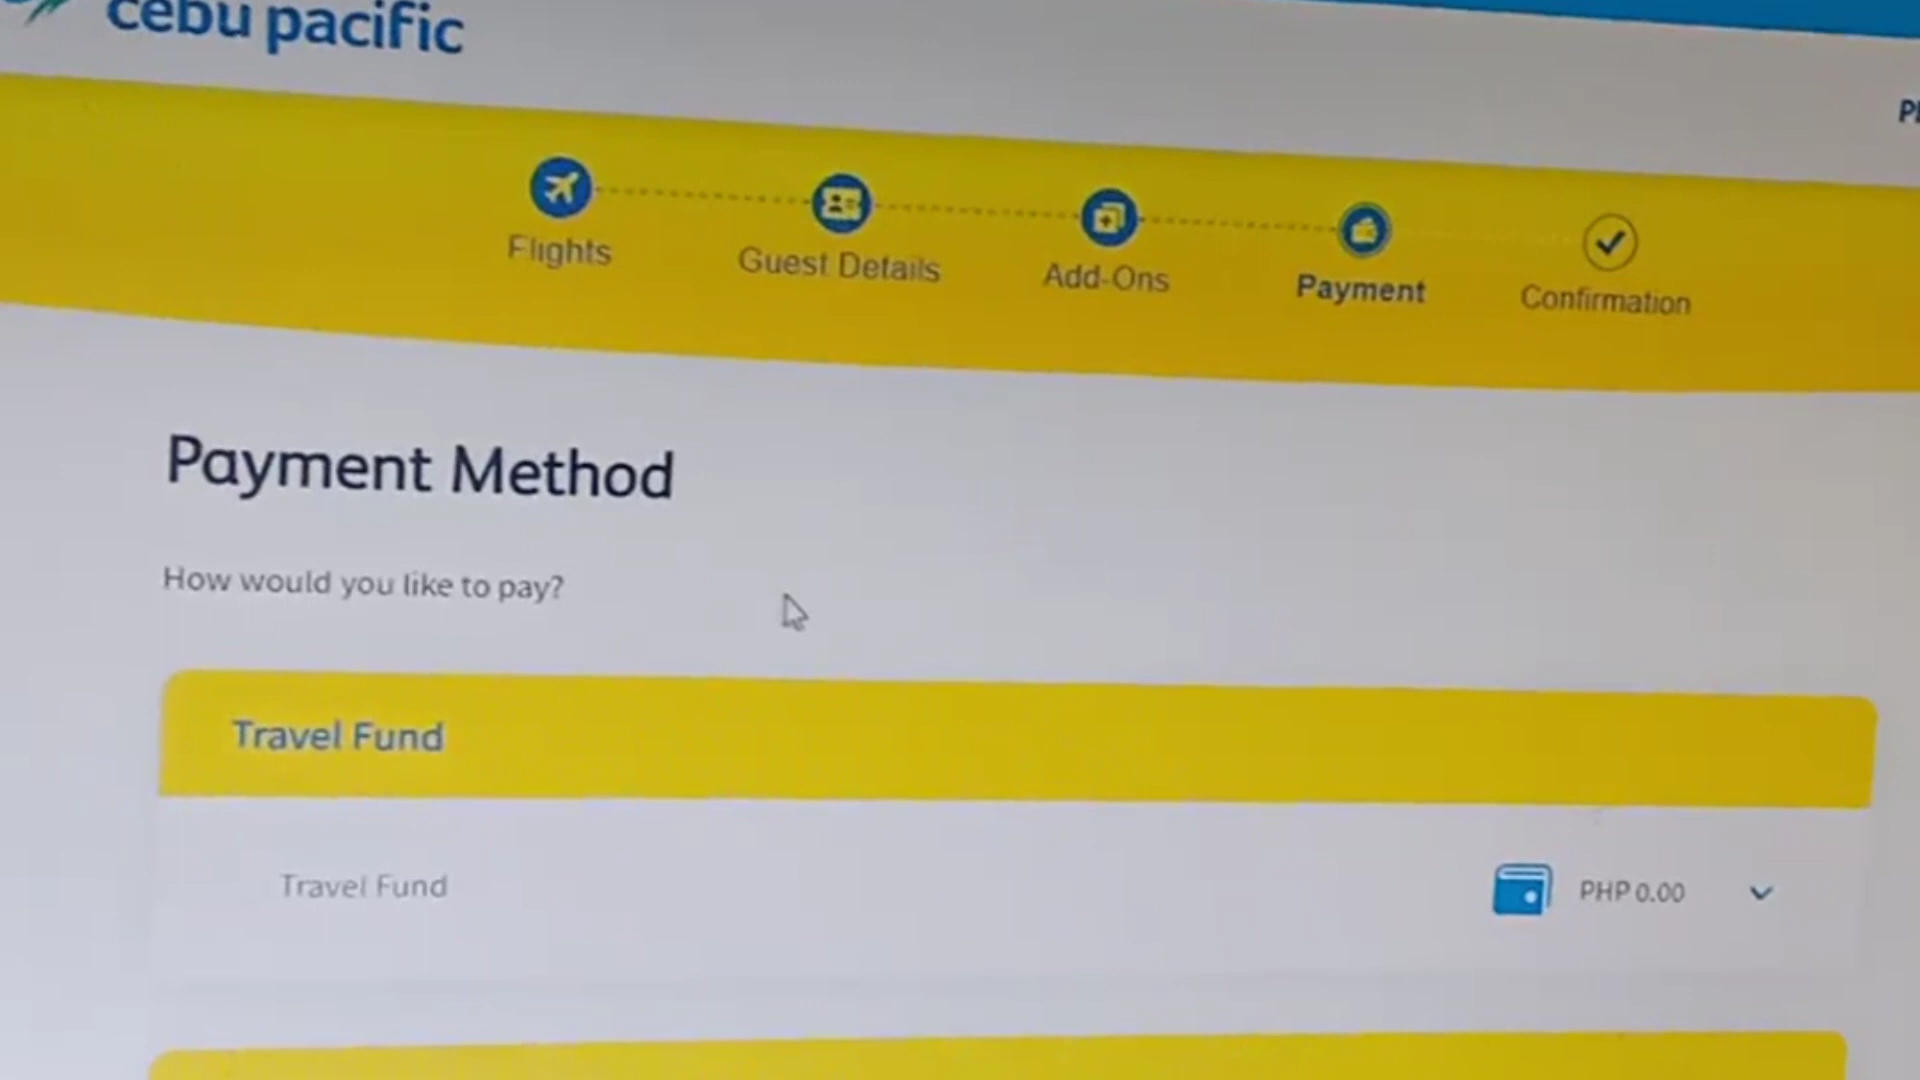 cebu pacific
Flights
Guest Details
Add-Ons
Payment
Confirmation
Payment Method
How would you like to pay?
Travel Fund
Travel Fund
PHP 0.00